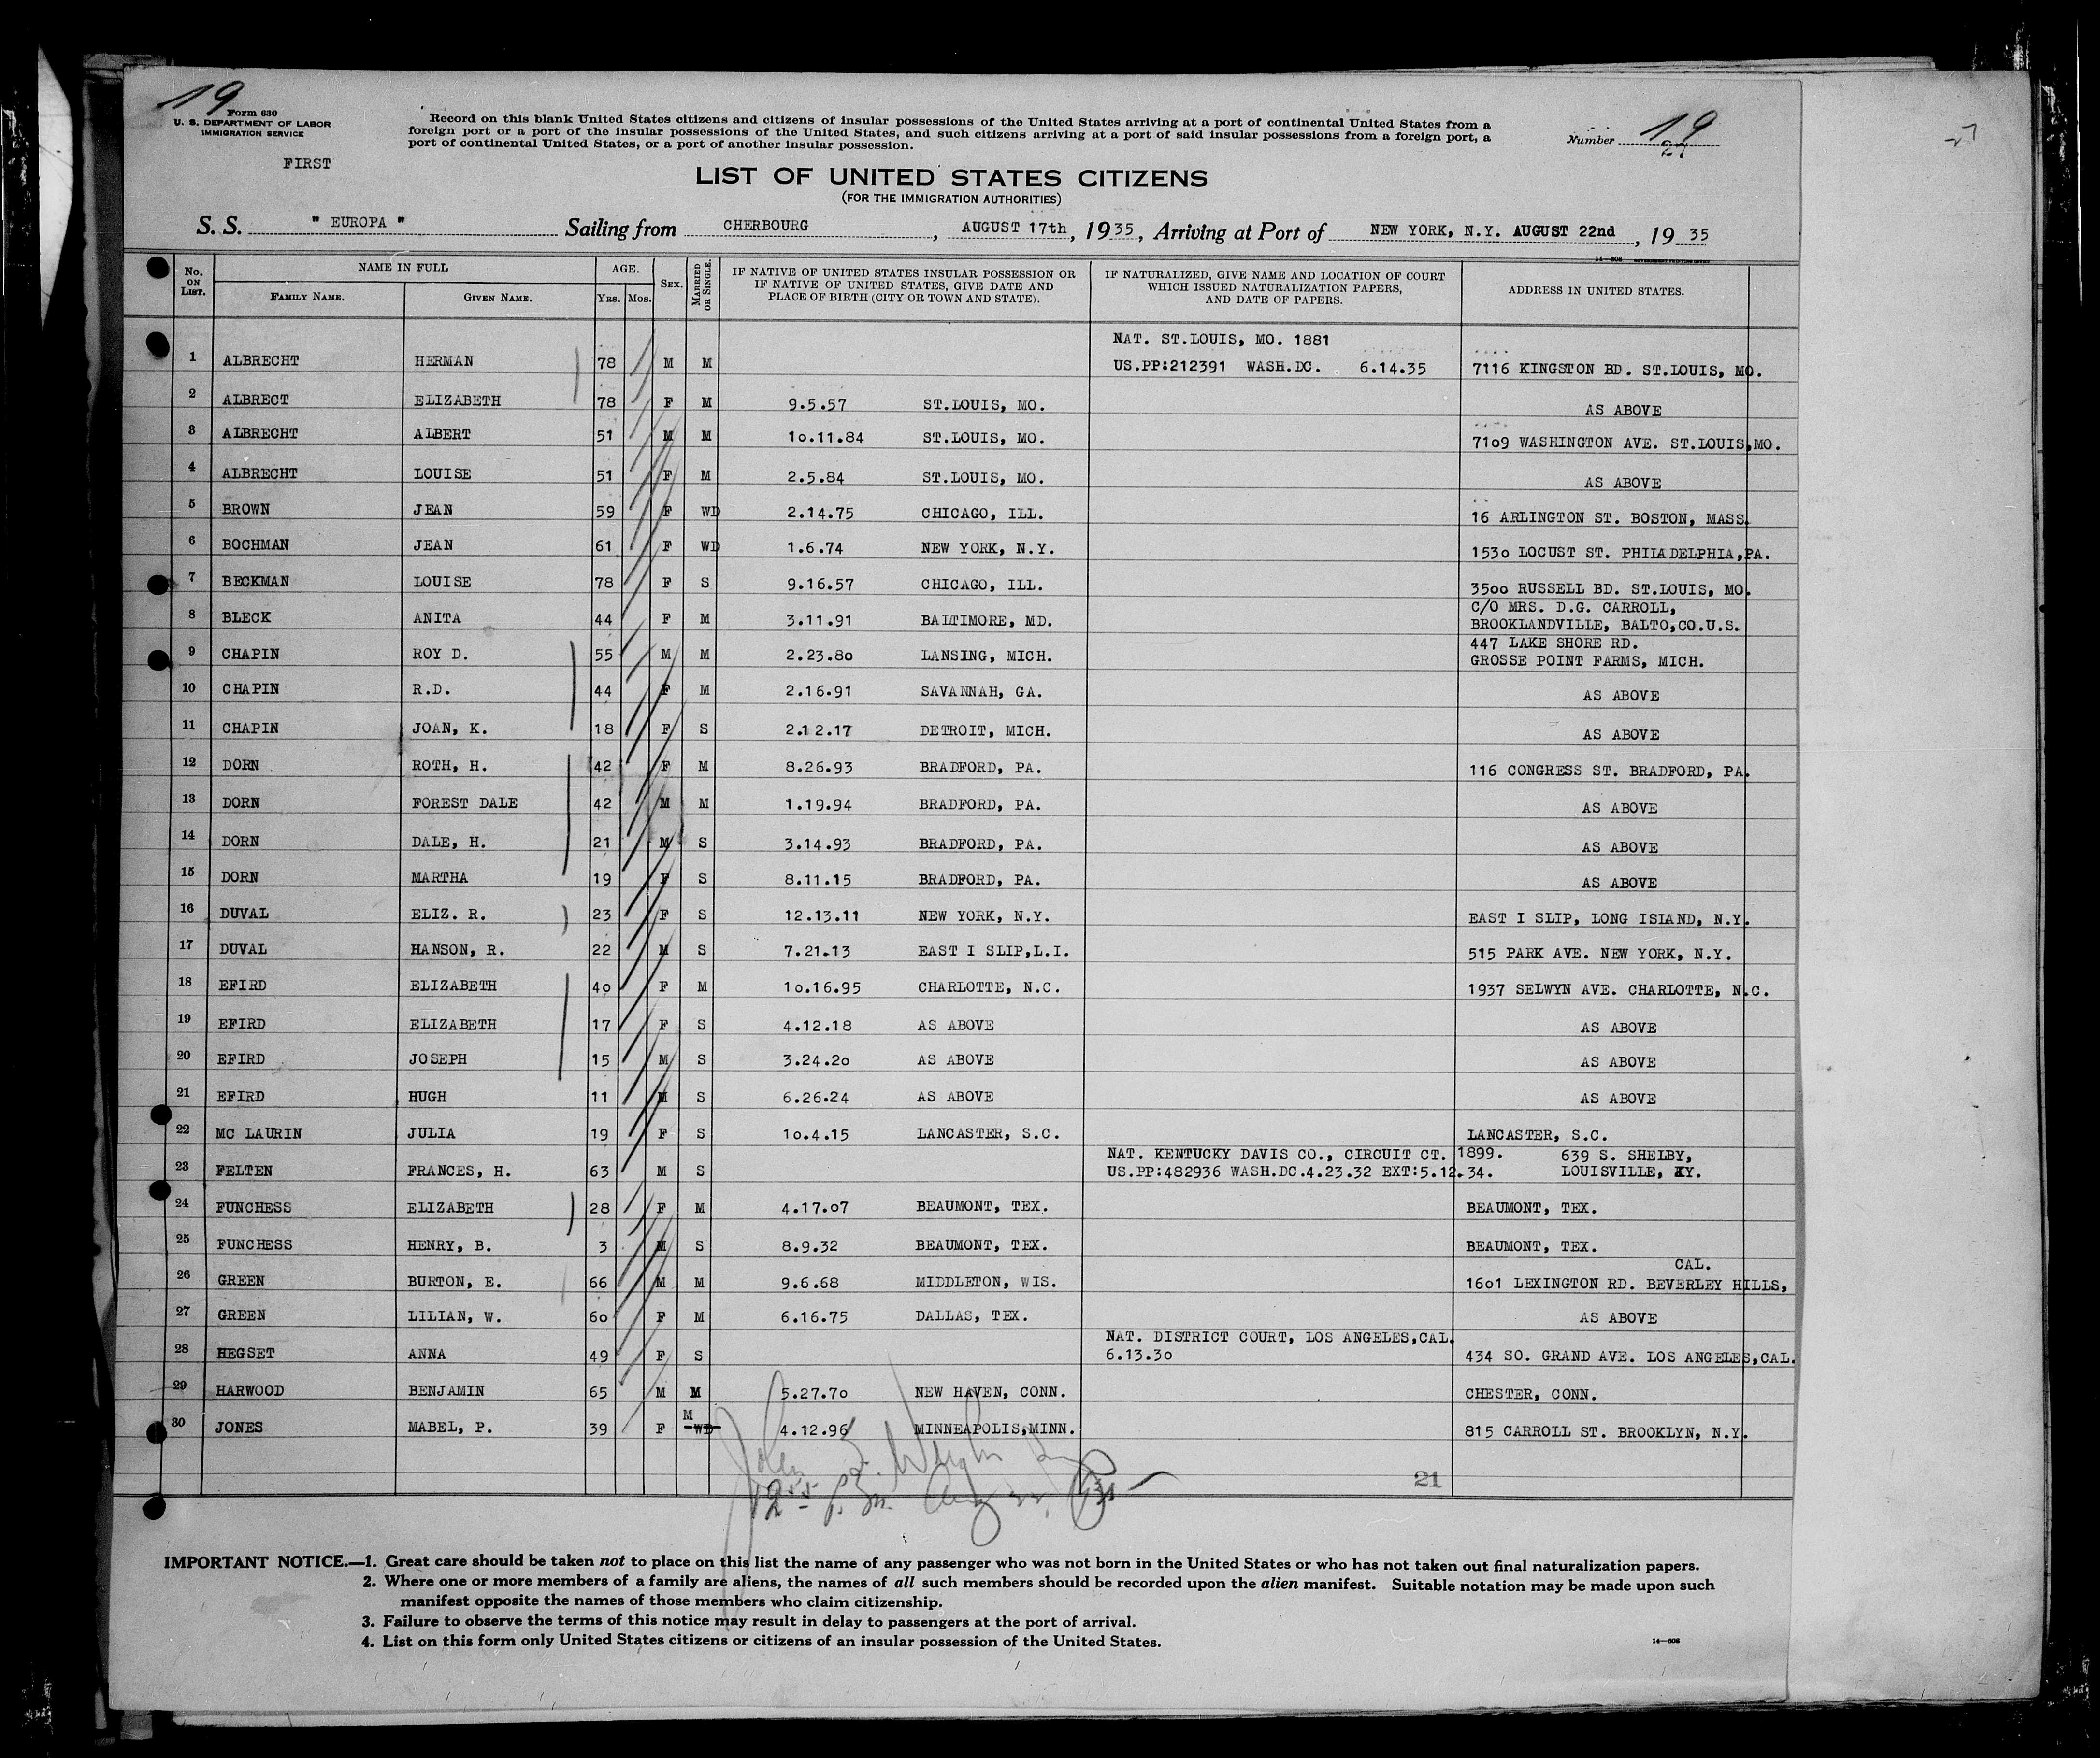 19
Form 630
U. S. DEPARTMENT OF LABOR
IMMIGRATION SERVICE
FIRST
Record on this blank United States citizens and citizens of insular possessions of the United States arriving at a port of continental United States from a
foreign port or a port of the insular possessions of the United States, and such citizens arriving at a port of said insular possessions from a foreign port, a
port of continental United States, or a port of another insular possession.
Number 19
LIST OF UNITED STATES CITIZENS
(FOR THE IMMIGRATION AUTHORITIES)
S. S. " EUROPA " Sailing from CHERBOURG, AUGUST 17th, 1935, Arriving at Port of NEW YORK, N.Y. AUGUST 22nd, 19 35
No. ON LIST. NAME IN FULL FAMILY NAME. GIVEN NAME. AGE. YRS. MOS. SEX. MARRIED OR SINGLE. IF NATIVE OF UNITED STATES INSULAR POSSESSION OR IF NATIVE OF UNITED STATES, GIVE DATE AND PLACE OF BIRTH (CITY OR TOWN AND STATE). IF NATURALIZED, GIVE NAME AND LOCATION OF COURT WHICH ISSUED NATURALIZATION PAPERS, AND DATE OF PAPERS. ADDRESS IN UNITED STATES.
NAT. ST.LOUIS, MO. 1881
1 ALBRECHT HERMAN 78 M M US.PP:212391 WASH.DC. 6.14.35 7116 KINGSTON BD. ST.LOUIS, MO.
2 ALBRECT ELIZABETH 78 F M 9.5.57 ST.LOUIS, MO. AS ABOVE
3 ALBRECHT ALBERT 51 M M 10.11.84 ST.LOUIS, MO. 7109 WASHINGTON AVE. ST.LOUIS,MO.
4 ALBRECHT LOUISE 51 F M 2.5.84 ST.LOUIS, MO. AS ABOVE
5 BROWN JEAN 59 F WD 2.14.75 CHICAGO, ILL. 16 ARLINGTON ST. BOSTON, MASS.
6 BOCHMAN JEAN 61 F WD 1.6.74 NEW YORK, N.Y. 1530 LOCUST ST. PHILADELPHIA,PA.
7 BECKMAN LOUISE 78 F S 9.16.57 CHICAGO, ILL. 3500 RUSSELL BD. ST.LOUIS, MO.
C/O MRS. D.G. CARROLL,
8 BLECK ANITA 44 F M 3.11.91 BALTIMORE, MD. BROOKLANDVILLE, BALTO,CO.U.S.
447 LAKE SHORE RD.
9 CHAPIN ROY D. 55 M M 2.23.80 LANSING, MICH. GROSSE POINT FARMS, MICH.
10 CHAPIN R.D. 44 F M 2.16.91 SAVANNAH, GA. AS ABOVE
11 CHAPIN JOAN, K. 18 F S 2.12.17 DETROIT, MICH. AS ABOVE
12 DORN ROTH, H. 42 F M 8.26.93 BRADFORD, PA. 116 CONGRESS ST. BRADFORD, PA.
13 DORN FOREST DALE 42 M M 1.19.94 BRADFORD, PA. AS ABOVE
14 DORN DALE, H. 21 M S 3.14.93 BRADFORD, PA. AS ABOVE
15 DORN MARTHA 19 F S 8.11.15 BRADFORD, PA. AS ABOVE
16 DUVAL ELIZ. R. 23 F S 12.13.11 NEW YORK, N.Y. EAST I SLIP, LONG ISLAND, N.Y.
17 DUVAL HANSON, R. 22 M S 7.21.13 EAST I SLIP,L.I. 515 PARK AVE. NEW YORK, N.Y.
18 EFIRD ELIZABETH 40 F M 10.16.95 CHARLOTTE, N.C. 1937 SELWYN AVE. CHARLOTTE, N.C.
19 EFIRD ELIZABETH 17 F S 4.12.18 AS ABOVE AS ABOVE
20 EFIRD JOSEPH 15 M S 3.24.20 AS ABOVE AS ABOVE
21 EFIRD HUGH 11 M S 6.26.24 AS ABOVE AS ABOVE
22 MC LAURIN JULIA 19 F S 10.4.15 LANCASTER, S.C. LANCASTER, S.C.
NAT. KENTUCKY DAVIS CO., CIRCUIT CT. 1899. 639 S. SHELBY,
23 FELTEN FRANCES, H. 63 M S US.PP:482936 WASH.DC.4.23.32 EXT:5.12.34. LOUISVILLE, KY.
24 FUNCHESS ELIZABETH 28 F M 4.17.07 BEAUMONT, TEX. BEAUMONT, TEX.
25 FUNCHESS HENRY, B. 3 M S 8.9.32 BEAUMONT, TEX. BEAUMONT, TEX.
CAL.
26 GREEN BURTON, E. 66 M M 9.6.68 MIDDLETON, WIS. 1601 LEXINGTON RD. BEVERLEY HILLS,
27 GREEN LILIAN, W. 60 F M 6.16.75 DALLAS, TEX. AS ABOVE
NAT. DISTRICT COURT, LOS ANGELES,CAL.
28 HEGSET ANNA 49 F S 6.13.30 434 SO. GRAND AVE. LOS ANGELES,CAL.
29 HARWOOD BENJAMIN 65 M M 5.27.70 NEW HAVEN, CONN. CHESTER, CONN.
M
30 JONES MABEL, P. 39 F WD 4.12.96 MINNEAPOLIS,MINN. 815 CARROLL ST. BROOKLYN, N.Y.
21
IMPORTANT NOTICE.—1. Great care should be taken not to place on this list the name of any passenger who was not born in the United States or who has not taken out final naturalization papers.
2. Where one or more members of a family are aliens, the names of all such members should be recorded upon the alien manifest. Suitable notation may be made upon such
manifest opposite the names of those members who claim citizenship.
3. Failure to observe the terms of this notice may result in delay to passengers at the port of arrival.
4. List on this form only United States citizens or citizens of an insular possession of the United States.
14—608